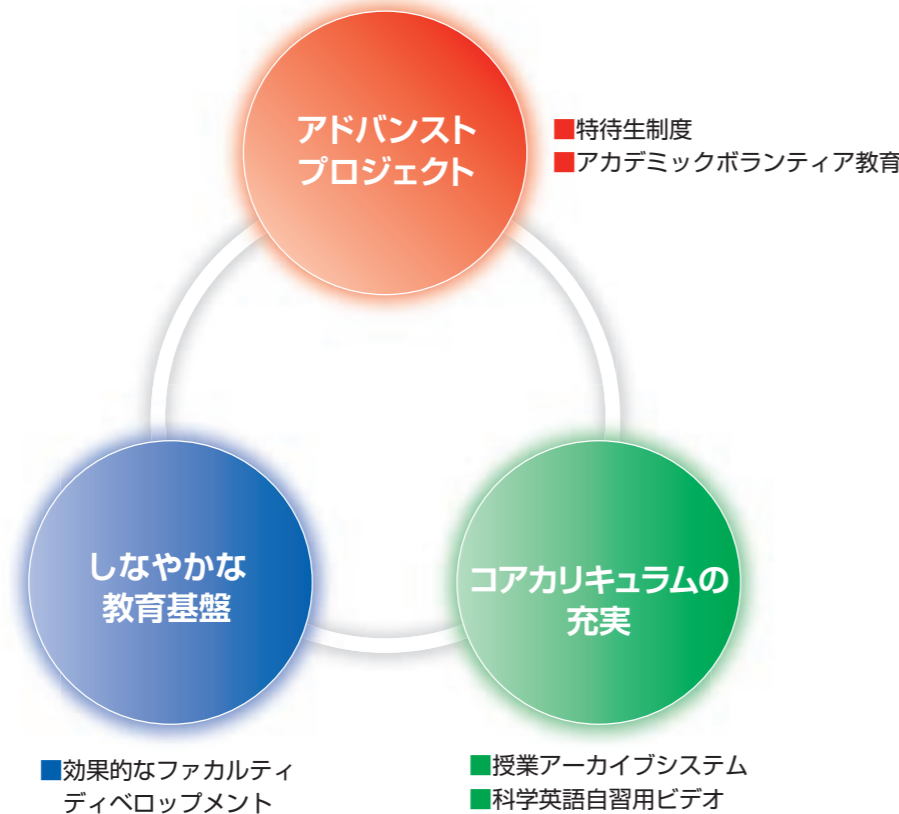 アドバンスト
プロジェクト
■特待生制度
■アカデミックボランティア教育
しなやかな
教育基盤
コアカリキュラムの
充実
■効果的なファカルティ
ディベロップメント
■授業アーカイブシステム
■科学英語自習用ビデオ